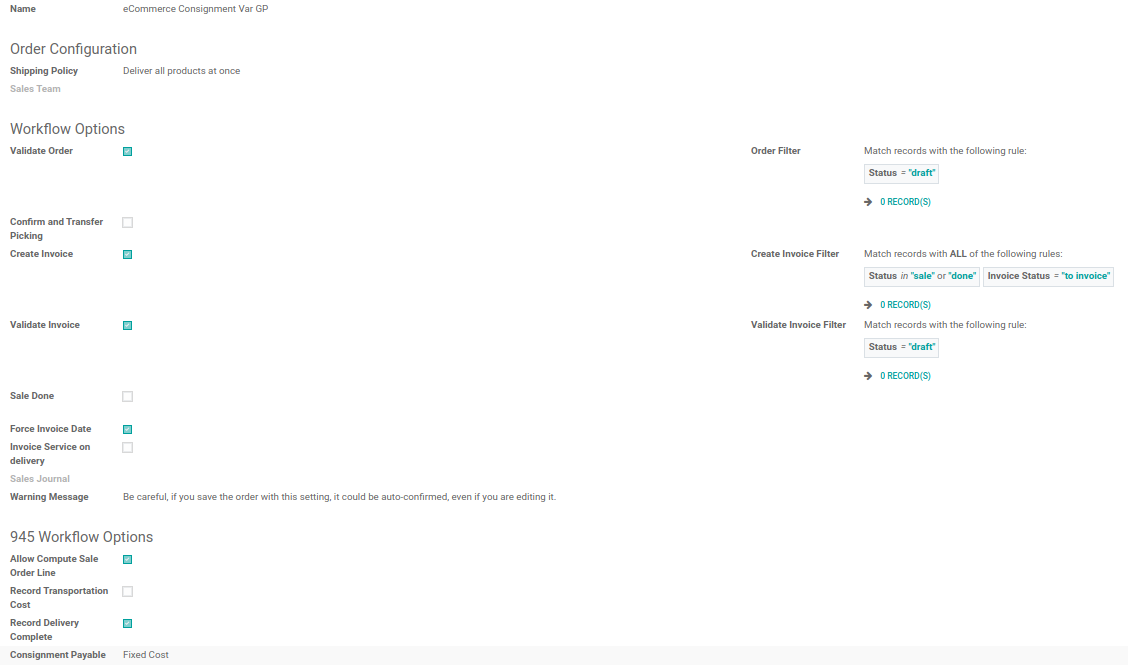 Name eCommerce Consignment Var GP
Order Configuration
Shipping Policy Deliver all products at once
Sales Team
Workflow Options
Validate Order Order Filter Match records with the following rule:
Status = "draft"
0 RECORD(S)
Confirm and Transfer
Picking
Create Invoice Create Invoice Filter Match records with ALL of the following rules:
Status in "sale" or "done" Invoice Status = "to invoice"
0 RECORD(S)
Validate Invoice Validate Invoice Filter Match records with the following rule:
Status = "draft"
0 RECORD(S)
Sale Done
Force Invoice Date
Invoice Service on
delivery
Sales Journal
Warning Message Be careful, if you save the order with this setting, it could be auto-confirmed, even if you are editing it.
945 Workflow Options
Allow Compute Sale
Order Line
Record Transportation
Cost
Record Delivery
Complete
Consignment Payable Fixed Cost